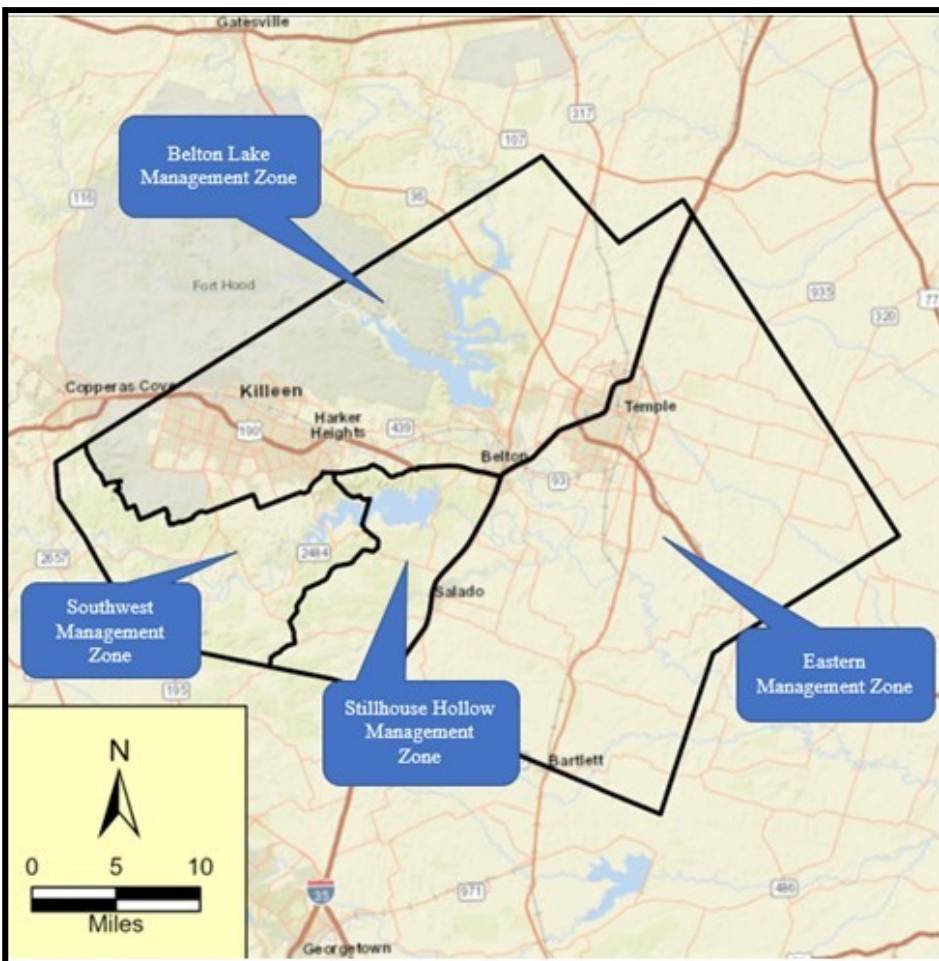 Gatesville
317
107
Belton Lake
Management Zone
116
36
Fort Hood
935
320
77
Copperas Cove
Killeen
Harker
Heights
190
439
Temple
Belton
93
2657
2484
Southwest
Management
Zone
Salado
Eastern
Management Zone
195
Stillhouse Hollow
Management
Zone
Bartlett
N
0 5 10
Miles
35
971
486
Georgetown